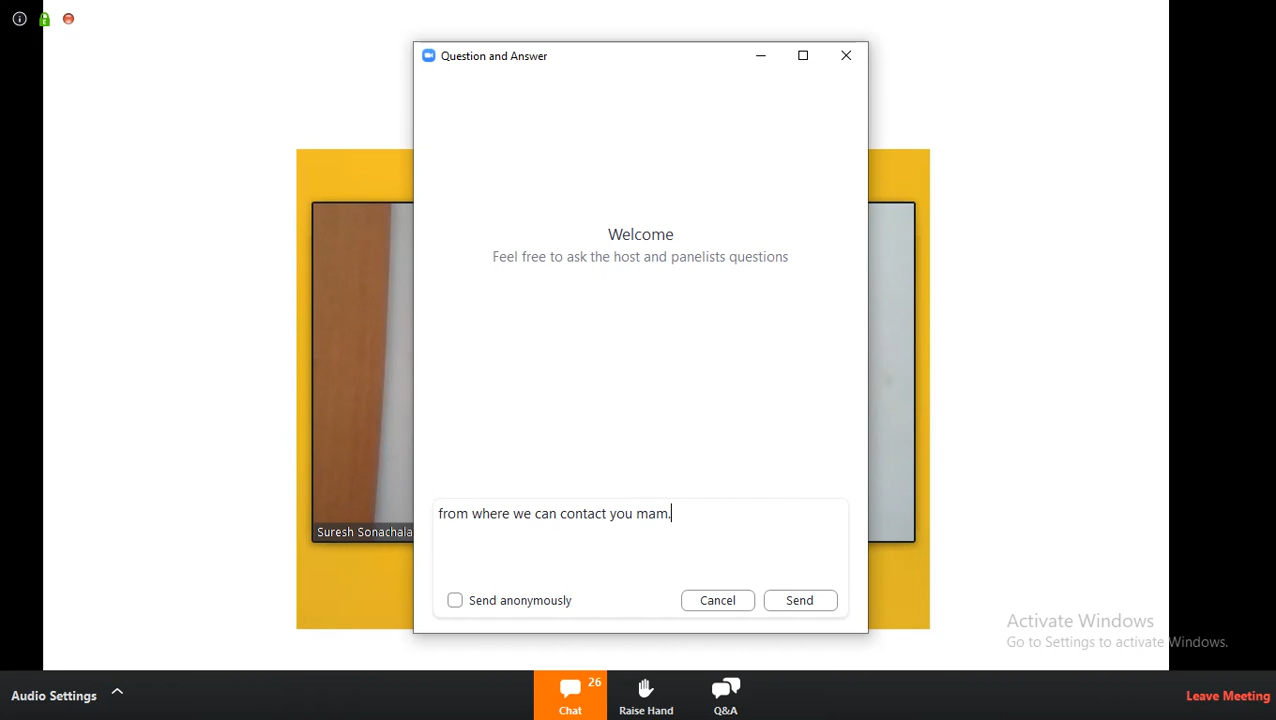 Question and Answer
Welcome
Feel free to ask the host and panelists questions
Suresh Sonachala
from where we can contact you mam.
Send anonymously
Cancel
Send
Activate Windows
Go to Settings to activate Windows.
Audio Settings
26
Chat
Raise Hand
Q&A
Leave Meeting